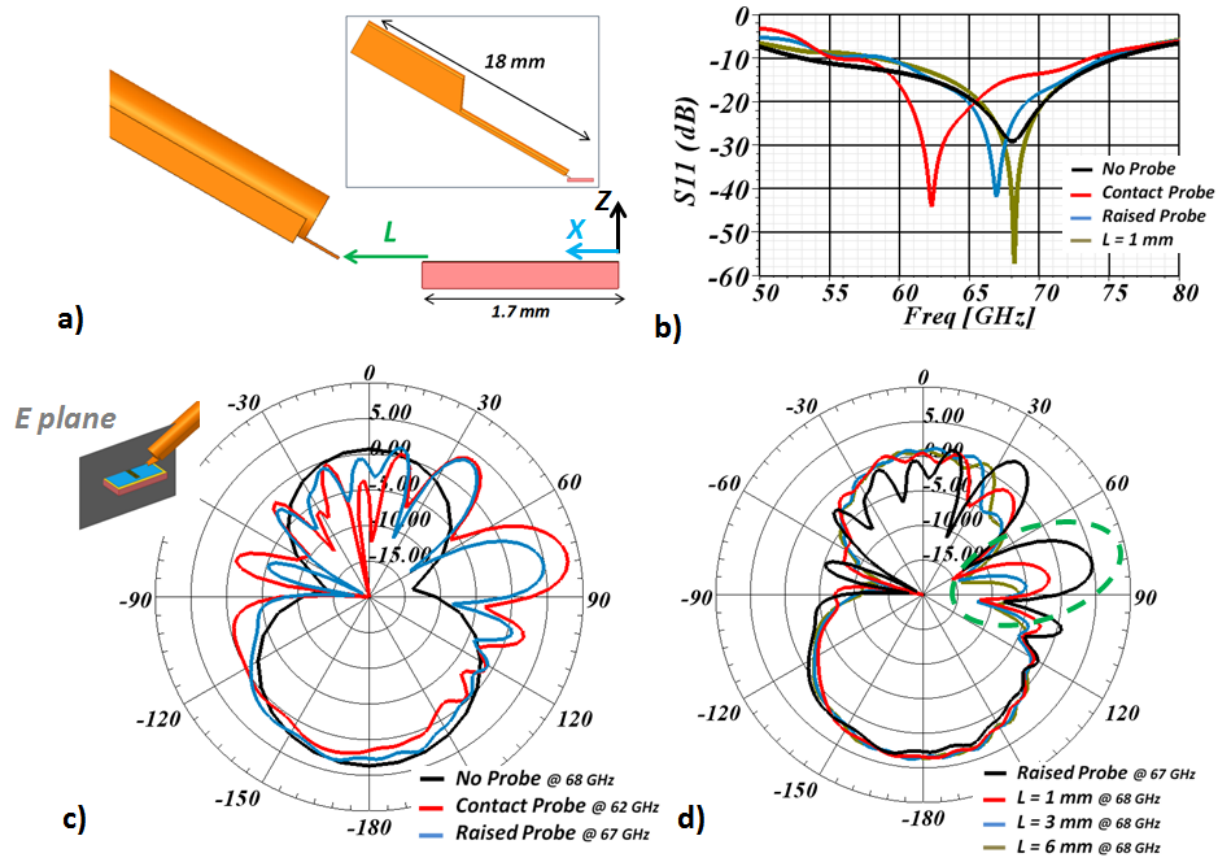 a)
18 mm
L
X
Z
1.7 mm
b)
S11 (dB)
0
-10
-20
-30
-40
-50
-60
50
55
60
65
70
75
80
Freq [GHz]
No Probe
Contact Probe
Raised Probe
L = 1 mm
E plane
c)
0
30
60
90
120
-180
-150
-120
-90
-60
-30
5.00
0.00
-5.00
-10.00
-15.00
No Probe @ 68 GHz
Contact Probe @ 62 GHz
Raised Probe @ 67 GHz
d)
0
30
60
90
120
-180
-150
-120
-90
-60
-30
5.00
0.00
-5.00
-10.00
-15.00
Raised Probe @ 67 GHz
L = 1 mm @ 68 GHz
L = 3 mm @ 68 GHz
L = 6 mm @ 68 GHz